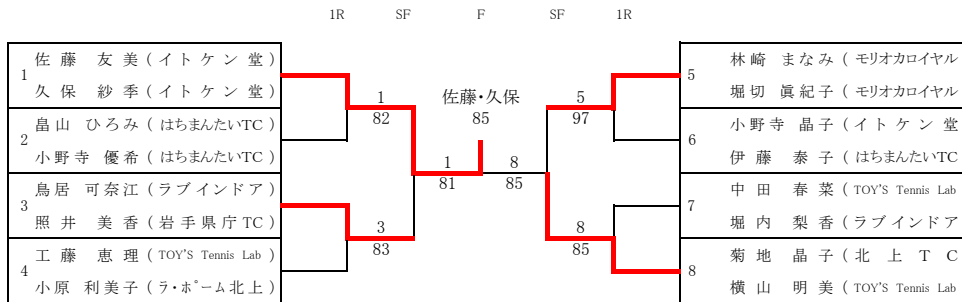 1R SF F SF 1R
1 佐藤 友美 (イトケン堂)
久保 紗季 (イトケン堂)
2 畠山 ひろみ (はちまんたいTC)
小野寺 優希 (はちまんたいTC)
3 鳥居 可奈江 (ラブインドア)
照井 美香 (岩手県庁TC)
4 工藤 恵理 (TOY'S Tennis Lab)
小原 利美子 (ラ・ポーム北上)
1
82
3
83
1
81
佐藤・久保
85
8
85
5
97
8
85
林崎 まなみ (モリオカロイヤル
5
堀切 眞紀子 (モリオカロイヤル
小野寺 晶子 (イトケン堂
6
伊藤 泰子 (はちまんたいTC
中田 春菜 (TOY'S Tennis Lab
7
堀内 梨香 (ラブインドア
菊地 晶子 (北上TC
8
横山 明美 (TOY'S Tennis Lab